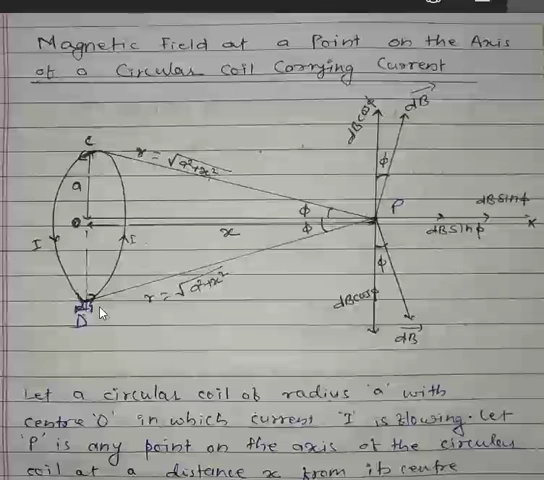 Magnetic Field at a Point on the Axis
of a Circular Coil Carrying Current
dB
dBcosϕ
C
r = √a²+x²
ϕ
a
P
dBsinϕ
ϕ
O
x
ϕ
dBsinϕ
x
I
I
ϕ
r = √a²+x²
dBcosϕ
D
dB
Let a circular coil of radius 'a' with
centre 'O' in which current 'I' is flowing. Let
'P' is any point on the axis of the circular
coil at a distance x from its centre